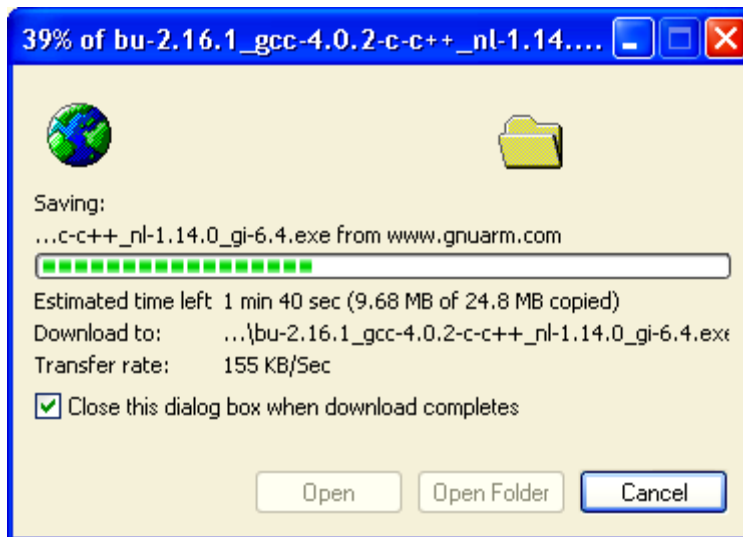 39% of bu-2.16.1_gcc-4.0.2-c-c++_nl-1.14....
Saving:
...c-c++_nl-1.14.0_gi-6.4.exe from www.gnuarm.com
Estimated time left 1 min 40 sec (9.68 MB of 24.8 MB copied)
Download to: ...\bu-2.16.1_gcc-4.0.2-c-c++_nl-1.14.0_gi-6.4.exe
Transfer rate: 155 KB/Sec
Close this dialog box when download completes
Open Open Folder Cancel